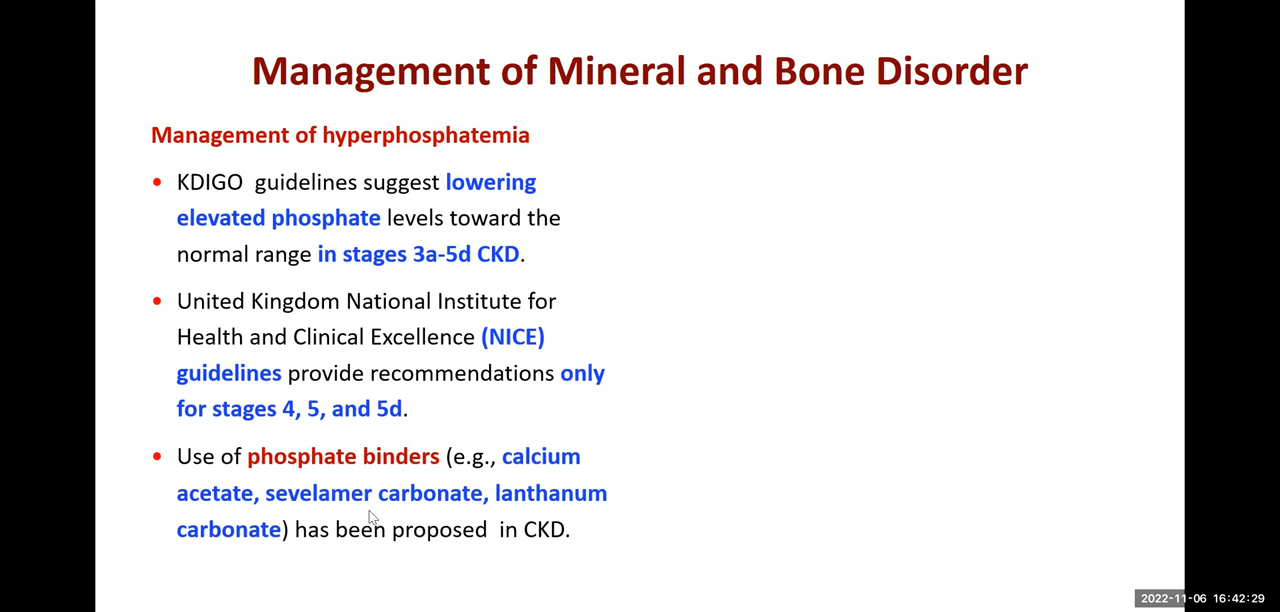 Management of Mineral and Bone Disorder
Management of hyperphosphatemia
• KDIGO guidelines suggest lowering
elevated phosphate levels toward the
normal range in stages 3a-5d CKD.
• United Kingdom National Institute for
Health and Clinical Excellence (NICE)
guidelines provide recommendations only
for stages 4, 5, and 5d.
• Use of phosphate binders (e.g., calcium
acetate, sevelamer carbonate, lanthanum
carbonate) has been proposed in CKD.
2022-11-06 16:42:29